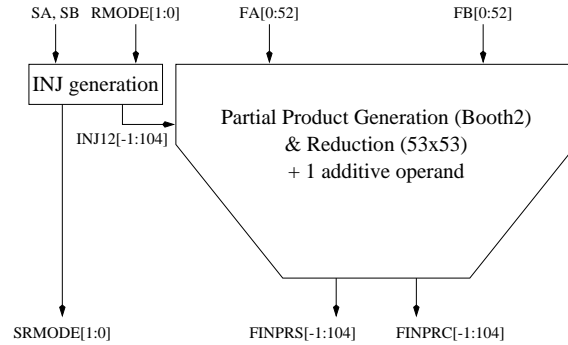 SA, SB RMODE[1:0] FA[0:52] FB[0:52]
INJ generation
Partial Product Generation (Booth2)
INJ12[-1:104]
& Reduction (53x53)
+ 1 additive operand
SRMODE[1:0] FINPRS[-1:104] FINPRC[-1:104]